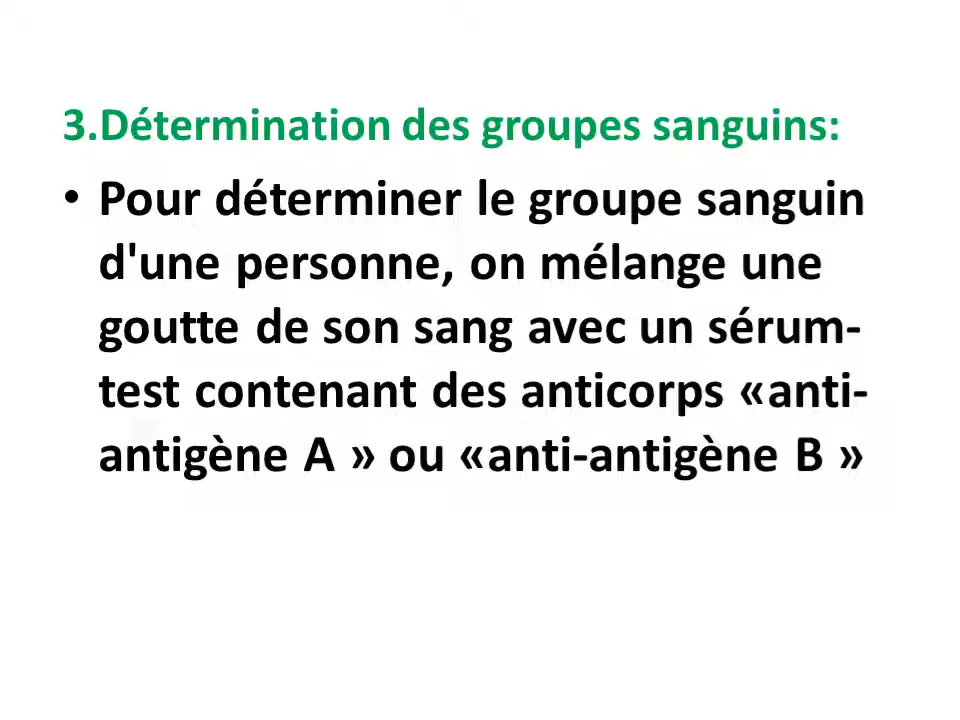 3.Détermination des groupes sanguins:
• Pour déterminer le groupe sanguin
d'une personne, on mélange une
goutte de son sang avec un sérum-
test contenant des anticorps «anti-
antigène A » ou «anti-antigène B »